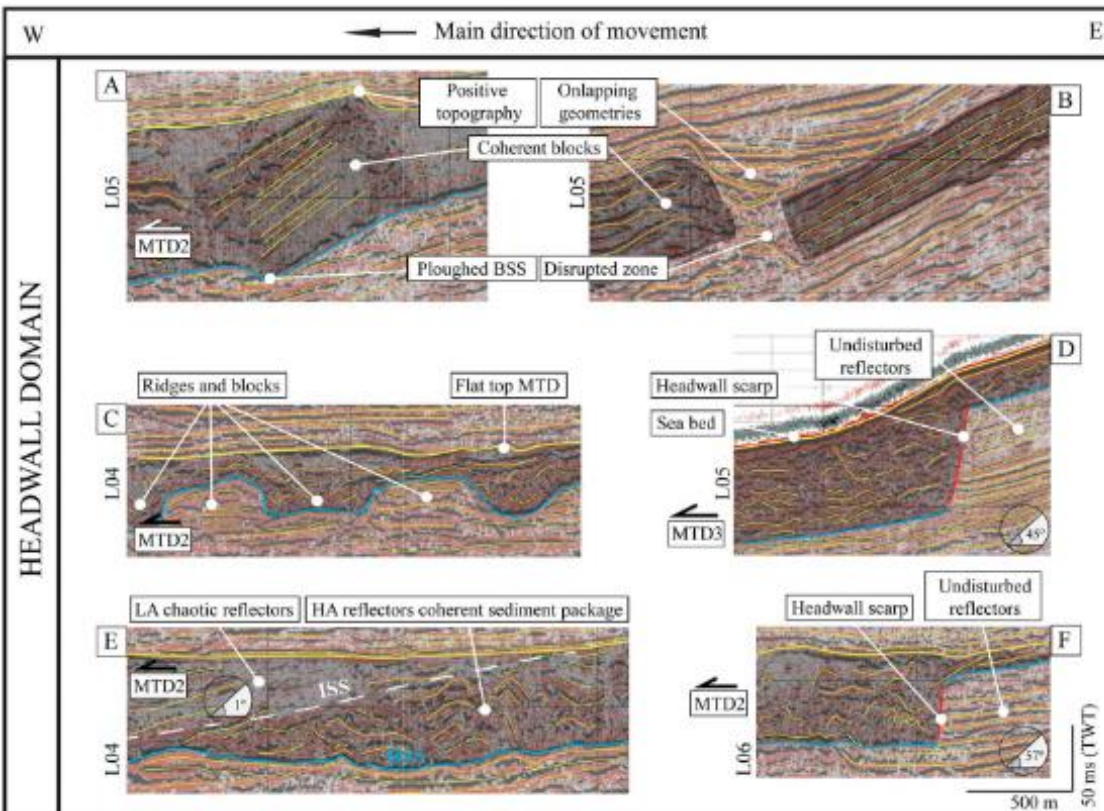 W
Main direction of movement
E
HEADWALL DOMAIN
A
Positive
topography
Onlapping
geometries
B
Coherent blocks
L05
L05
MTD2
Ploughed BSS
Disrupted zone
Ridges and blocks
Flat top MTD
C
L04
MTD2
Undisturbed
reflectors
D
Headwall scarp
Sea bed
L05
MTD3
45°
LA chaotic reflectors
HA reflectors coherent sediment package
E
MTD2
ISS
1°
L04
Headwall scarp
Undisturbed
reflectors
F
MTD2
L06
57°
50 ms (TWT)
500 m